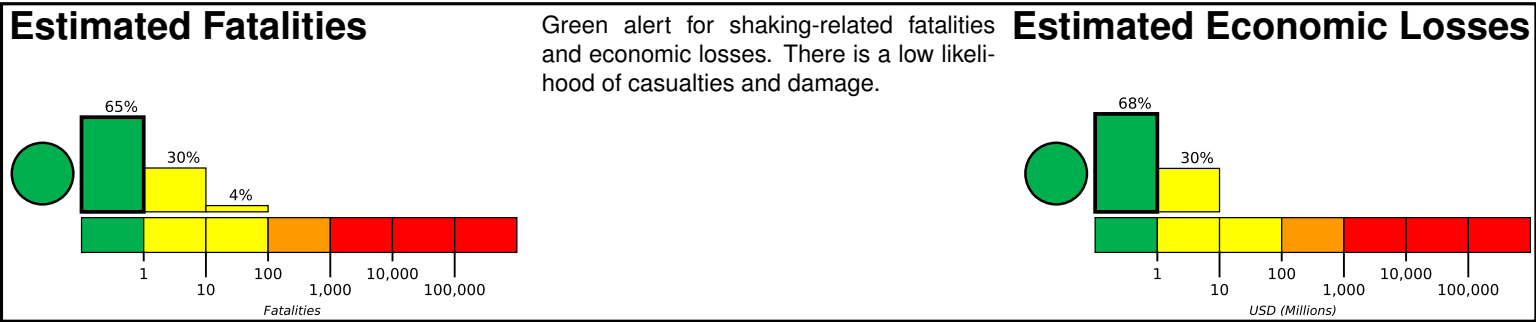 Estimated Fatalities
65%
30%
4%
1
10
100
1,000
10,000
100,000
Fatalities
Green alert for shaking-related fatalities
and economic losses. There is a low likeli-
hood of casualties and damage.
Estimated Economic Losses
68%
30%
1
10
100
1,000
10,000
100,000
USD (Millions)